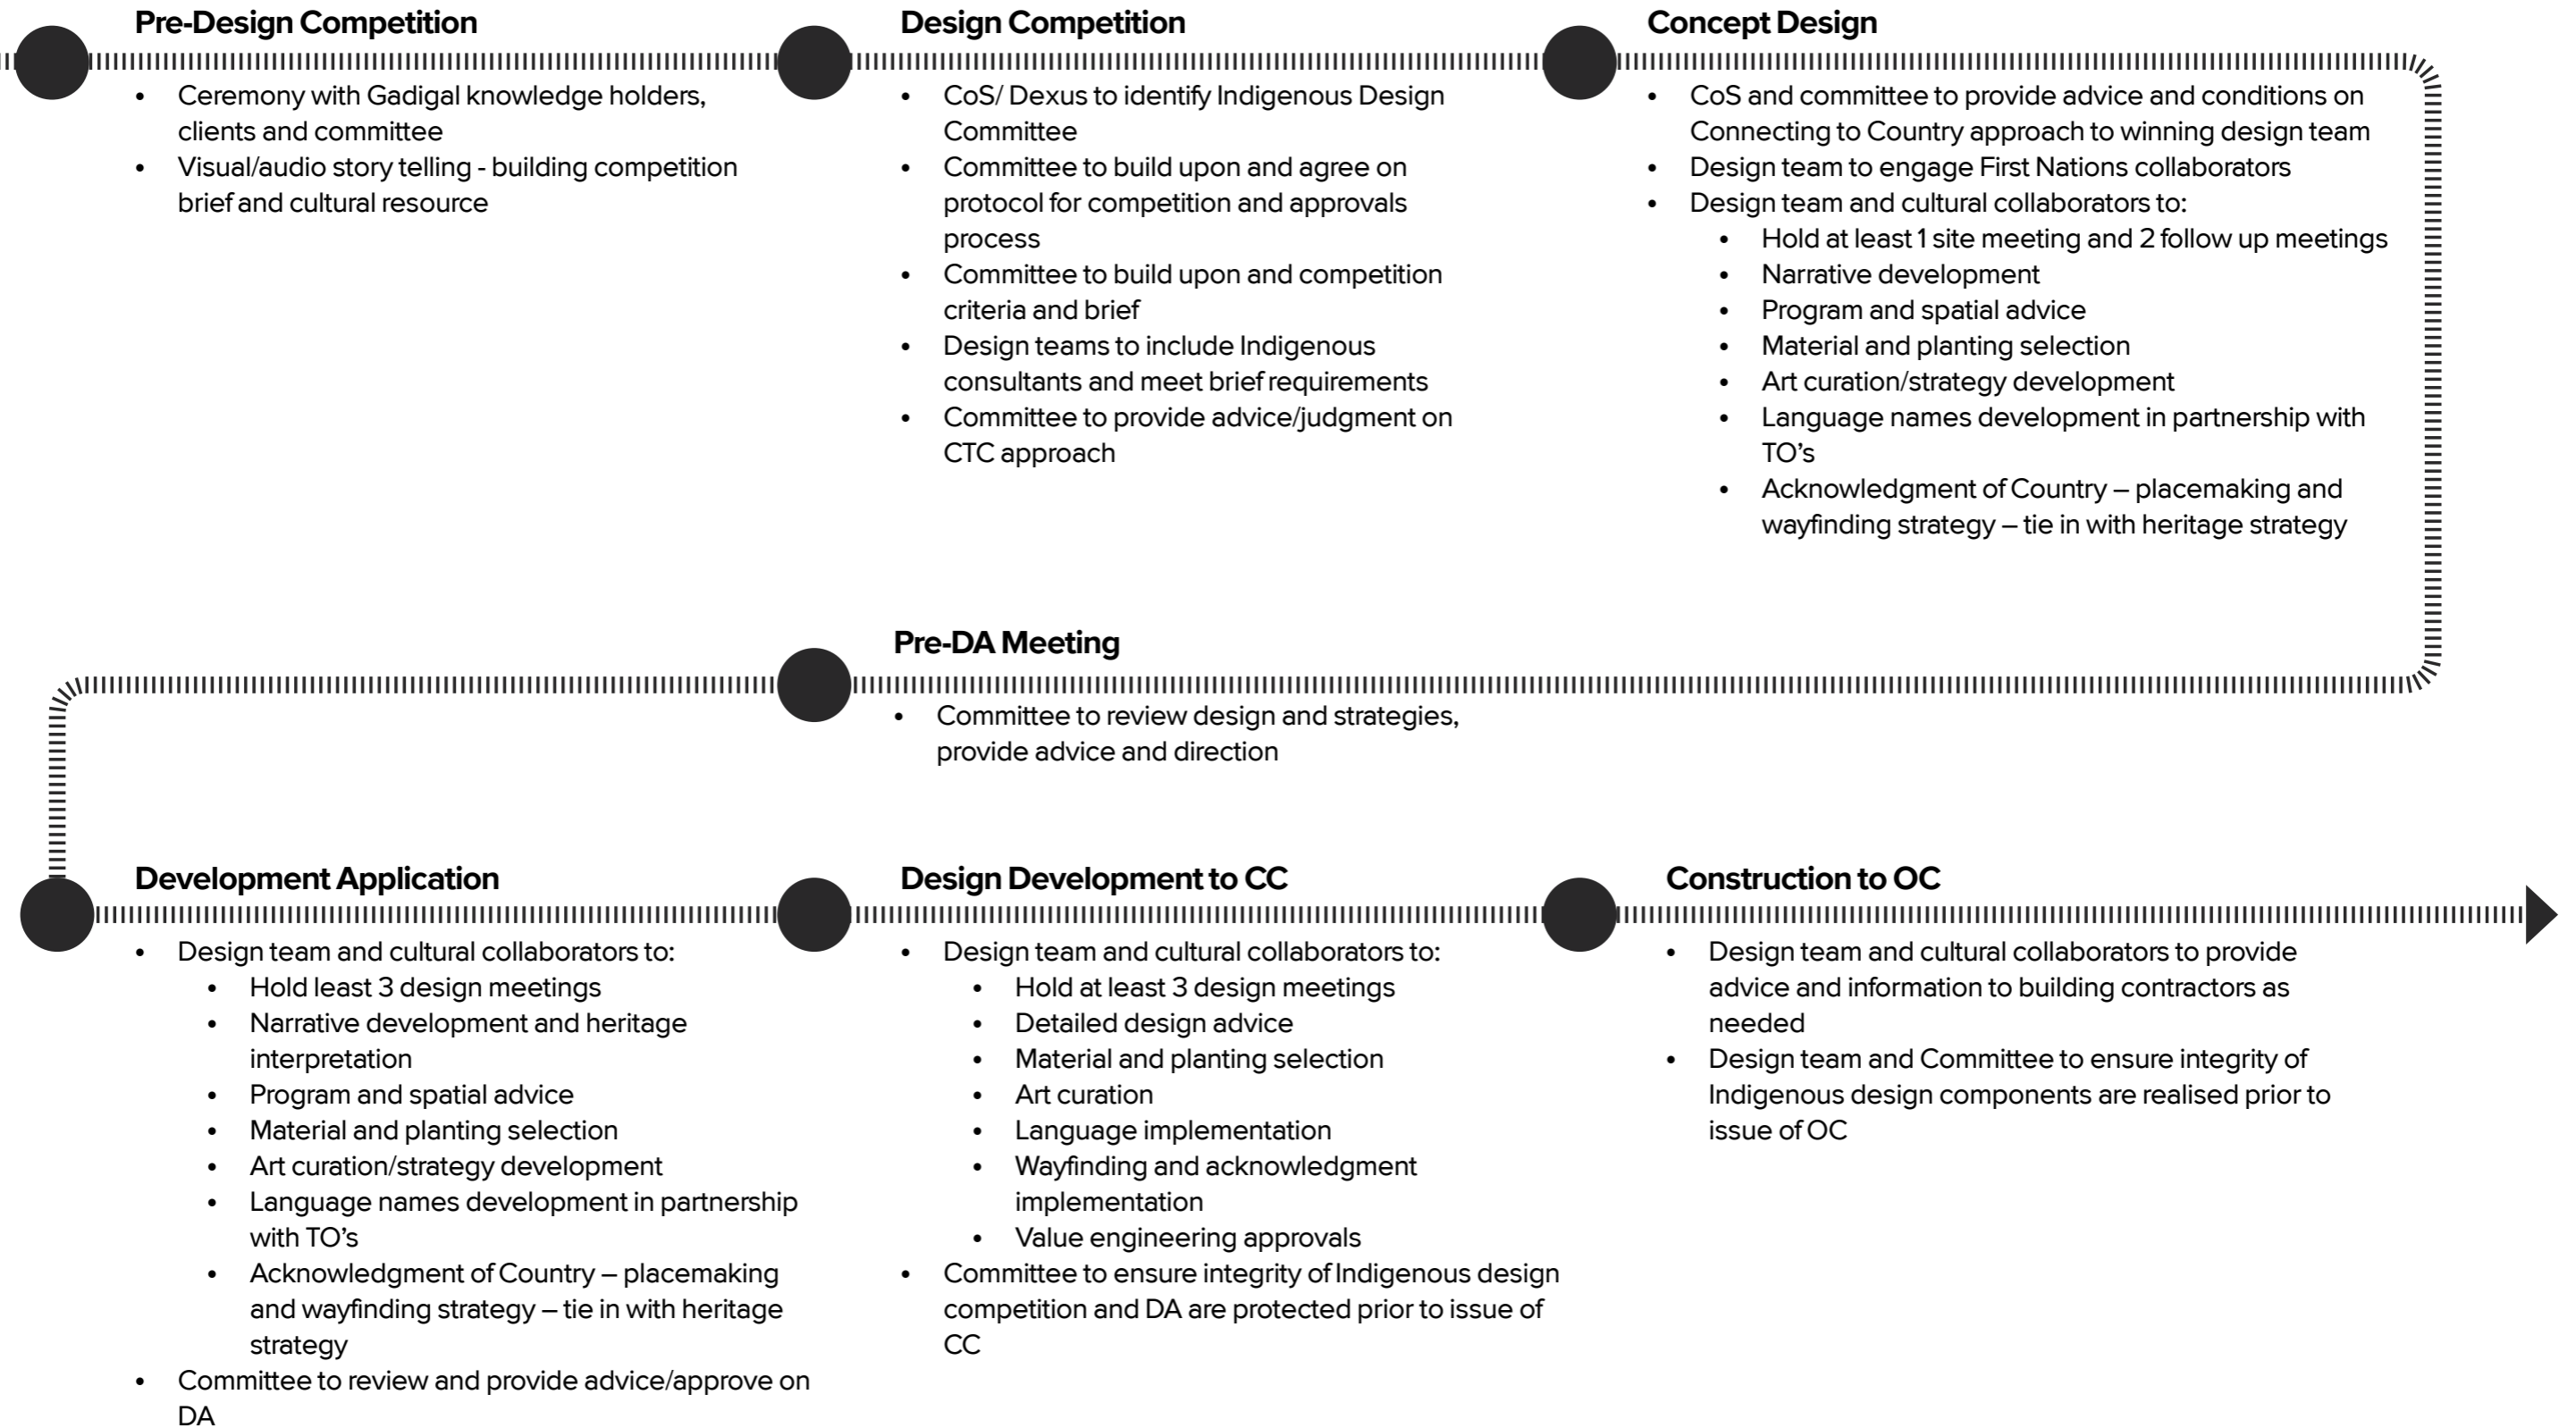 Pre-Design Competition
• Ceremony with Gadigal knowledge holders,
clients and committee
• Visual/audio story telling - building competition
brief and cultural resource
Design Competition
• CoS/ Dexus to identify Indigenous Design
Committee
• Committee to build upon and agree on
protocol for competition and approvals
process
• Committee to build upon and competition
criteria and brief
• Design teams to include Indigenous
consultants and meet brief requirements
• Committee to provide advice/judgment on
CTC approach
Concept Design
• CoS and committee to provide advice and conditions on
Connecting to Country approach to winning design team
• Design team to engage First Nations collaborators
• Design team and cultural collaborators to:
• Hold at least 1 site meeting and 2 follow up meetings
• Narrative development
• Program and spatial advice
• Material and planting selection
• Art curation/strategy development
• Language names development in partnership with
TO’s
• Acknowledgment of Country – placemaking and
wayfinding strategy – tie in with heritage strategy
Pre-DA Meeting
• Committee to review design and strategies,
provide advice and direction
Development Application
• Design team and cultural collaborators to:
• Hold least 3 design meetings
• Narrative development and heritage
interpretation
• Program and spatial advice
• Material and planting selection
• Art curation/strategy development
• Language names development in partnership
with TO’s
• Acknowledgment of Country – placemaking
and wayfinding strategy – tie in with heritage
strategy
• Committee to review and provide advice/approve on
DA
Design Development to CC
• Design team and cultural collaborators to:
• Hold at least 3 design meetings
• Detailed design advice
• Material and planting selection
• Art curation
• Language implementation
• Wayfinding and acknowledgment
implementation
• Value engineering approvals
• Committee to ensure integrity of Indigenous design
competition and DA are protected prior to issue of
CC
Construction to OC
• Design team and cultural collaborators to provide
advice and information to building contractors as
needed
• Design team and Committee to ensure integrity of
Indigenous design components are realised prior to
issue of OC